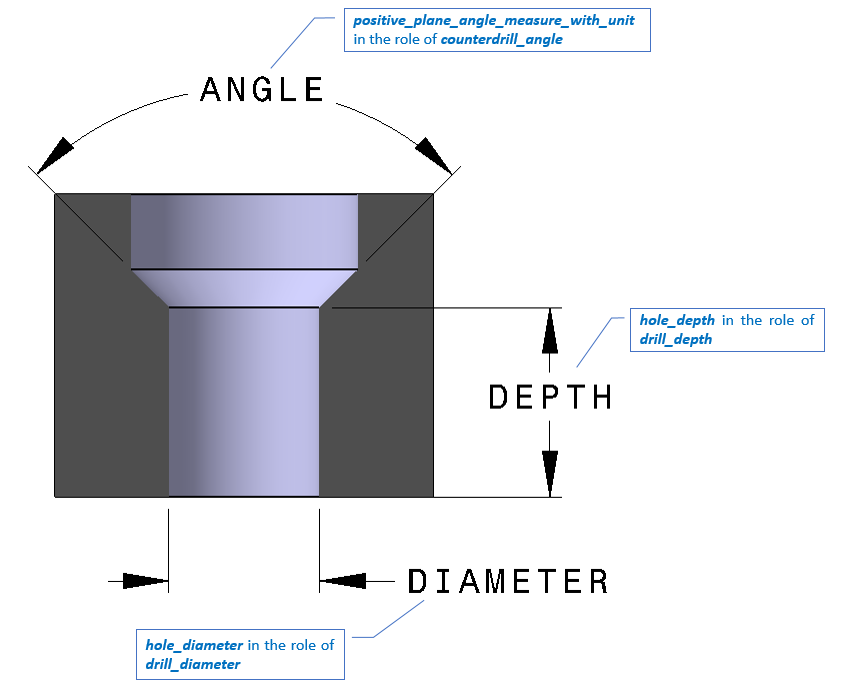 positive_plane_angle_measure_with_unit
in the role of counterdrill_angle
ANGLE
hole_depth in the role of
drill_depth
DEPTH
DIAMETER
hole_diameter in the role of
drill_diameter